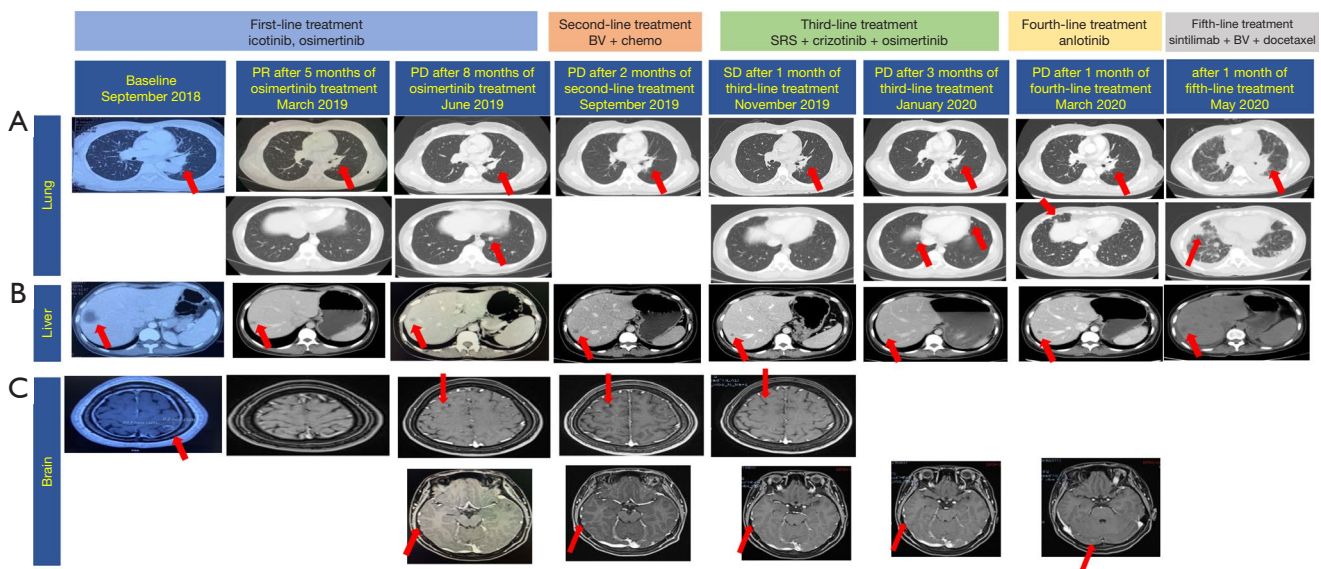 First-line treatment
icotinib, osimertinib
Second-line treatment
BV + chemo
Third-line treatment
SRS + crizotinib + osimertinib
Fourth-line treatment
anlotinib
Fifth-line treatment
sintilimab + BV + docetaxel
Baseline
September 2018
PR after 5 months of
osimertinib treatment
March 2019
PD after 8 months of
osimertinib treatment
June 2019
PD after 2 months of
second-line treatment
September 2019
SD after 1 month of
third-line treatment
November 2019
PD after 3 months of
third-line treatment
January 2020
PD after 1 month of
fourth-line treatment
March 2020
after 1 month of
fifth-line treatment
May 2020
A
Lung
B
Liver
C
Brain